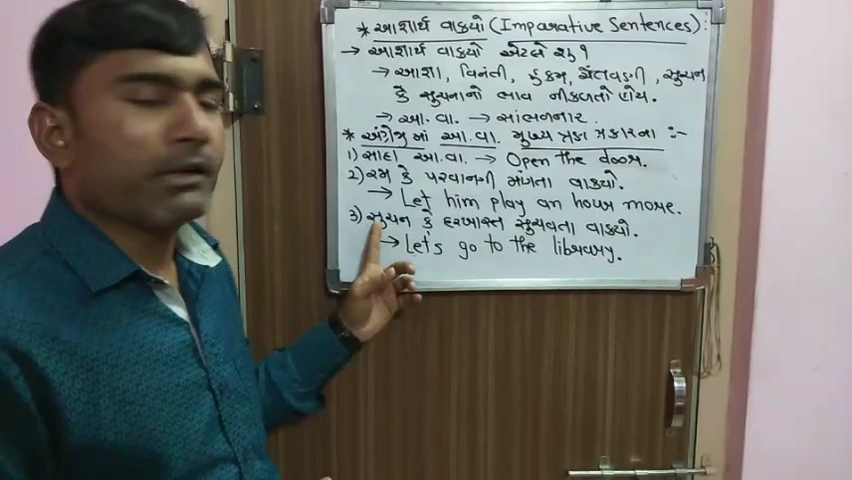 * આજ્ઞાર્થ વાક્યો (Imparative Sentences):
→ આજ્ઞાર્થ વાક્યો એટલે શું?
→ આજ્ઞા, વિનંતી, હુકમ, ચેતવણી, સુચન
કે સુચનાનો ભાવ નીકળતો હોય.
→ આ.વા. → સાંભળનાર.
* અંગ્રેજીમાં આ.વા. મુખ્ય ત્રણ પ્રકારના :-
1) સાદા આ.વા. → Open the door.
2) રજા કે પરવાનગી માંગતા વાક્યો.
→ Let him play an hour more.
3) સુચન કે દરખાસ્ત સુચવતા વાક્યો.
→ Let's go to the library.